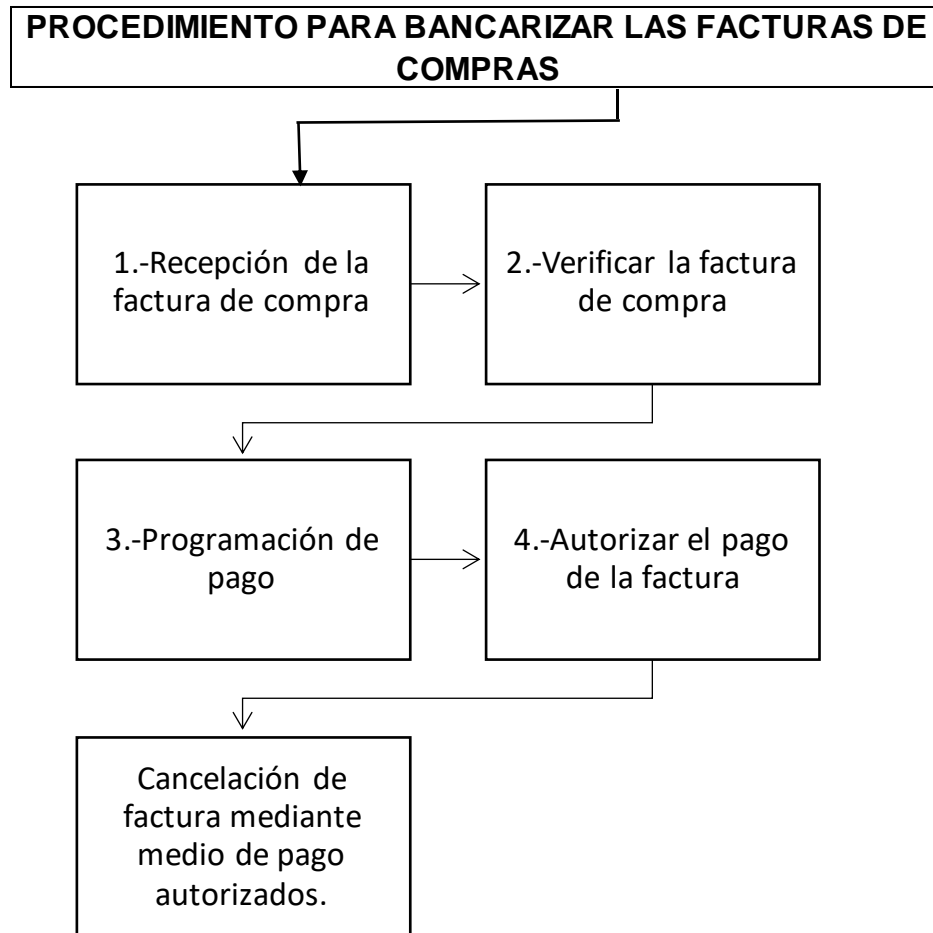 PROCEDIMIENTO PARA BANCARIZAR LAS FACTURAS DE
COMPRAS
1.-Recepción de la
factura de compra
2.-Verificar la factura
de compra
3.-Programación de
pago
4.-Autorizar el pago
de la factura
Cancelación de
factura mediante
medio de pago
autorizados.